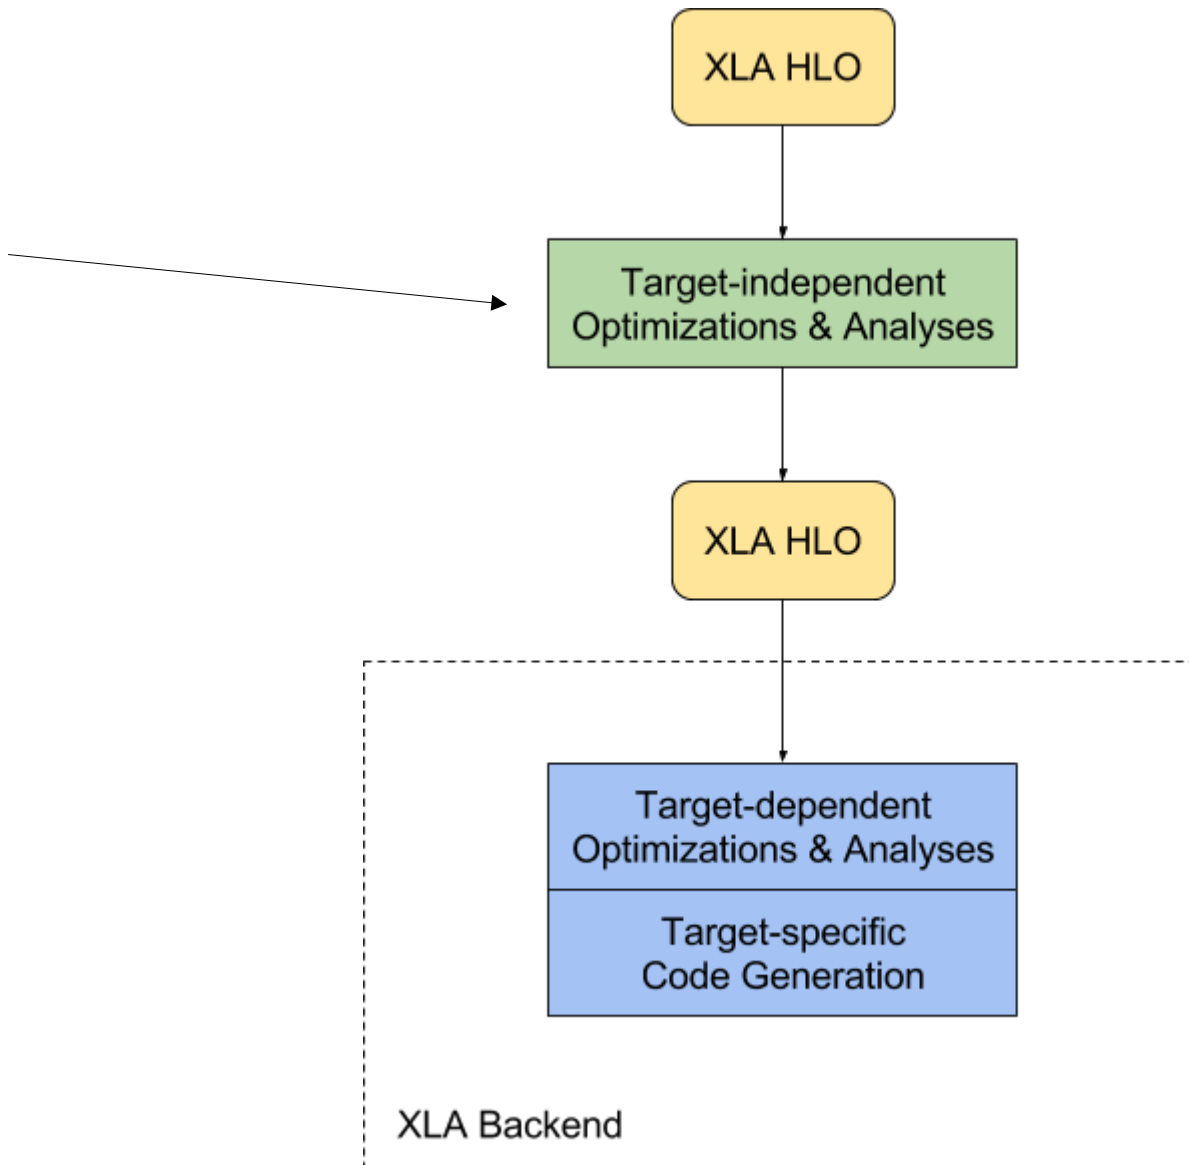 XLA HLO
Target-independent
Optimizations & Analyses
XLA HLO
Target-dependent
Optimizations & Analyses
Target-specific
Code Generation
XLA Backend